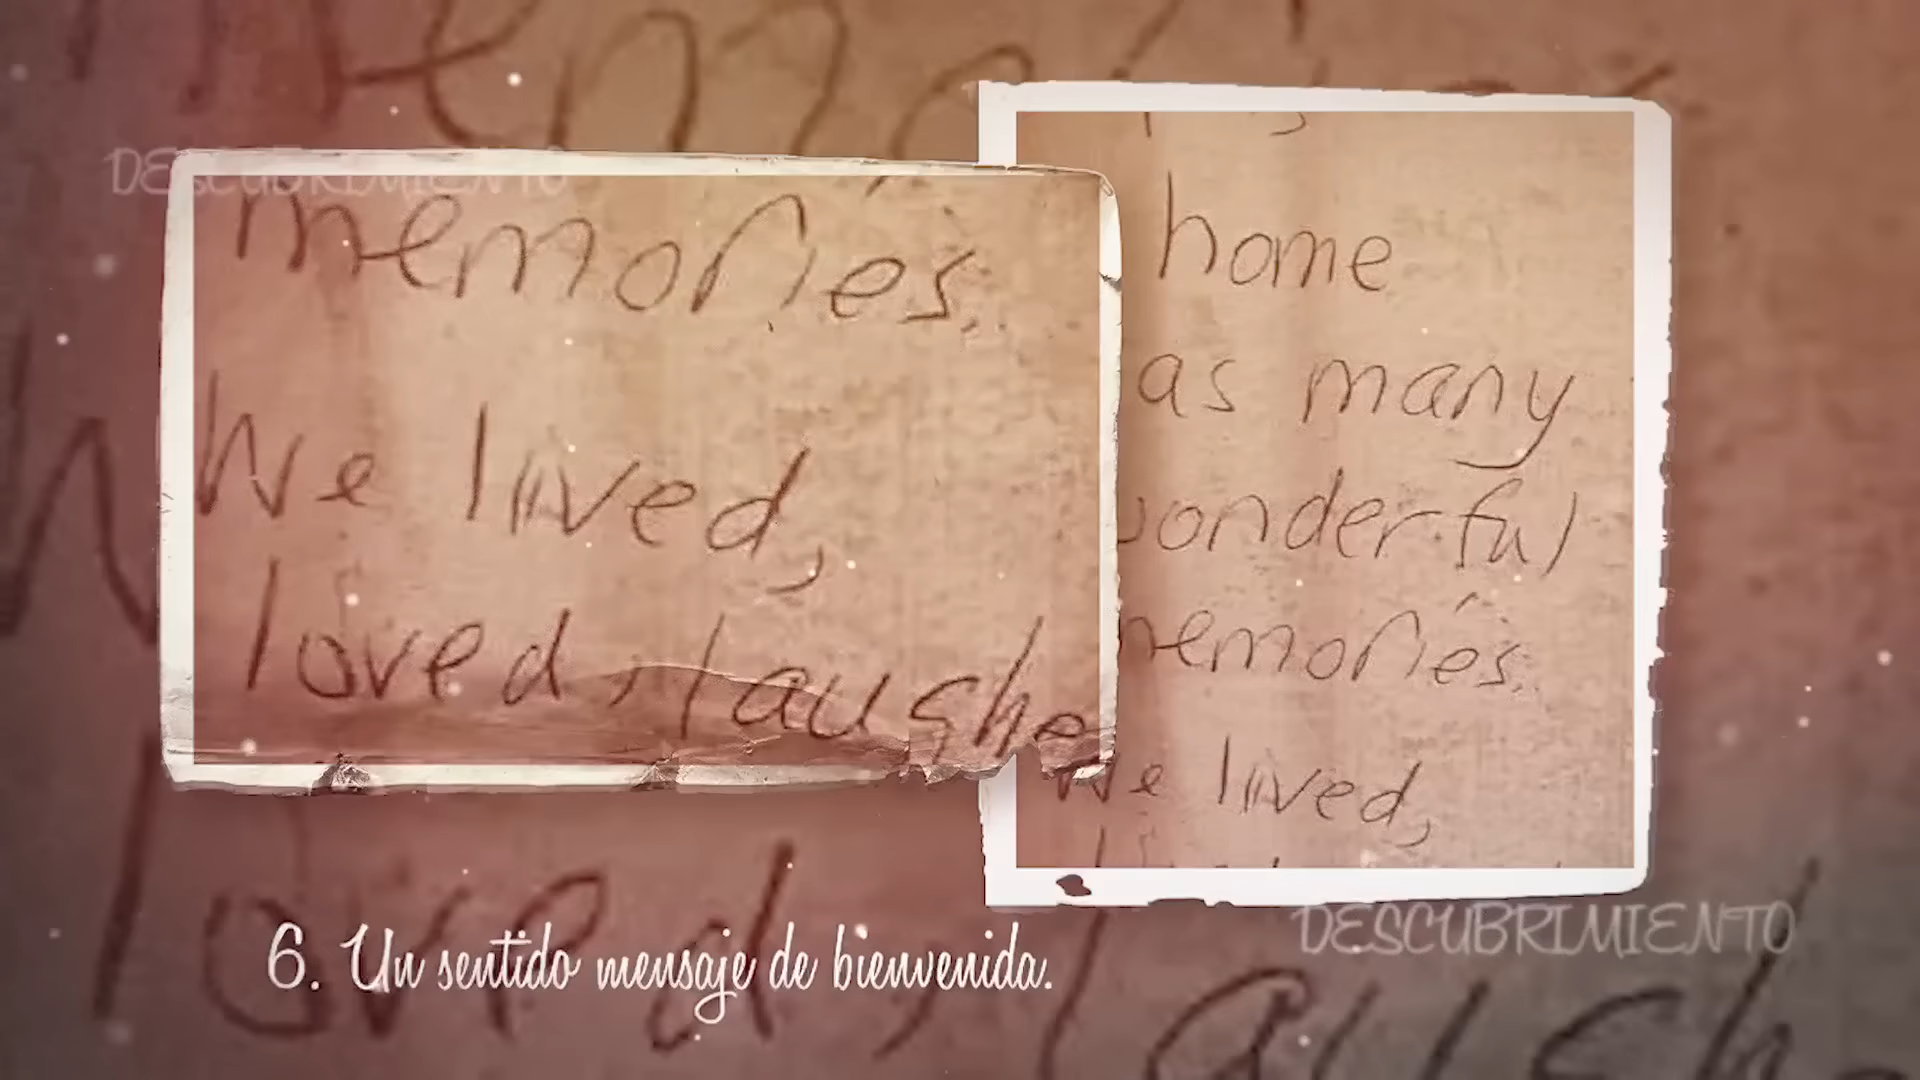 DESCUBRIMIENTO
memories.
We lived,
loved, laughe
home
as many
wonderful
memories.
We lived,
6. Un sentido mensaje de bienvenida.
DESCUBRIMIENTO